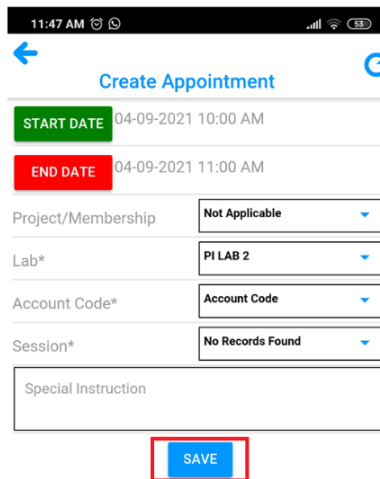 11:47 AM 53
Create Appointment
START DATE 04-09-2021 10:00 AM
END DATE 04-09-2021 11:00 AM
Project/Membership Not Applicable
Lab* PI LAB 2
Account Code* Account Code
Session* No Records Found
Special Instruction
SAVE